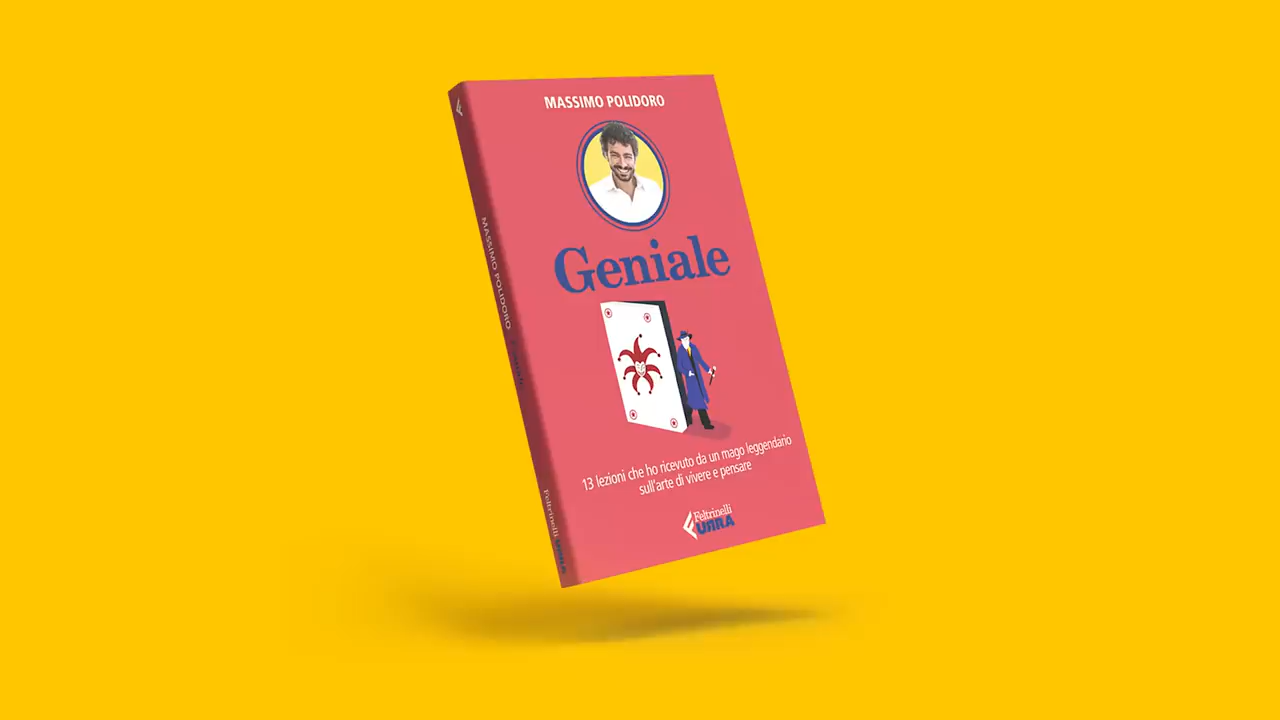 MASSIMO POLIDORO
Geniale
13 lezioni che ho ricevuto da un mago leggendario
sull'arte di vivere e pensare
Feltrinelli
URRA
MASSIMO POLIDORO
Feltrinelli URRA